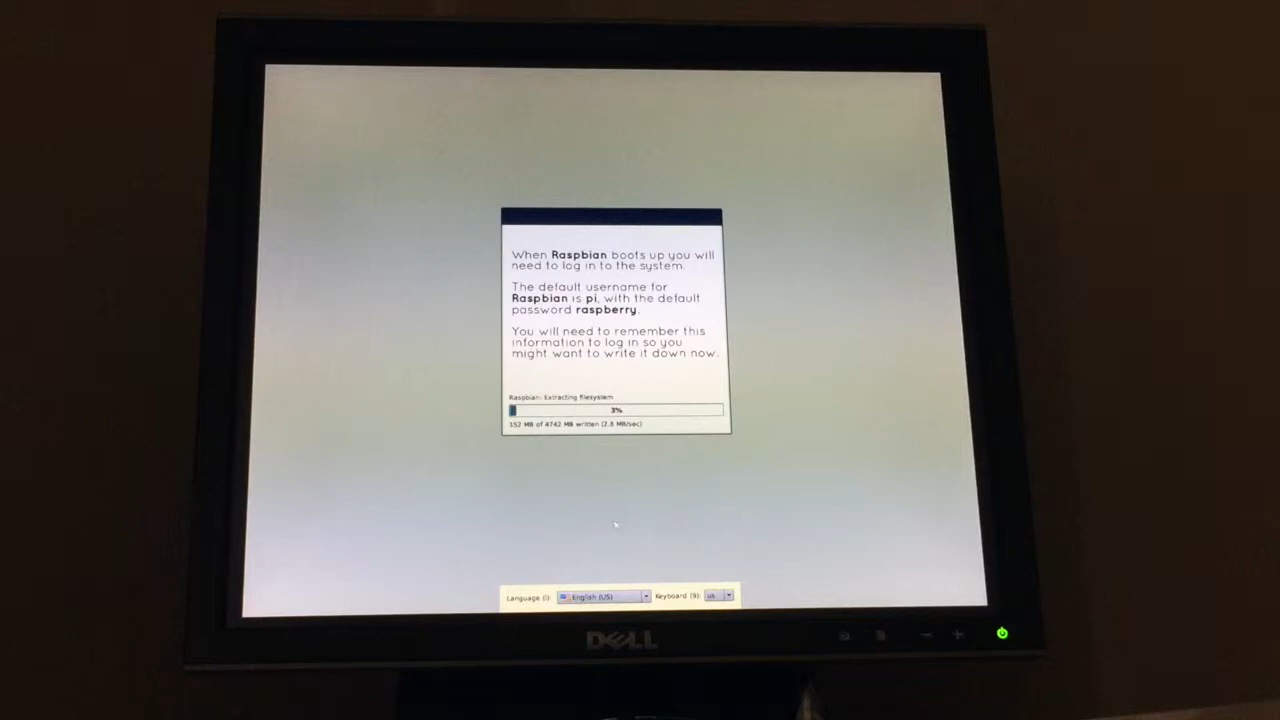 When Raspbian boots up you will
need to log in to the system.
The default username for
Raspbian is pi, with the default
password raspberry.
You will need to remember this
information to log in so you
might want to write it down now.
Raspbian: Extracting filesystem
3%
152 MB of 4742 MB written (2.8 MB/sec)
Language (l): English (US) Keyboard (9): us
DELL